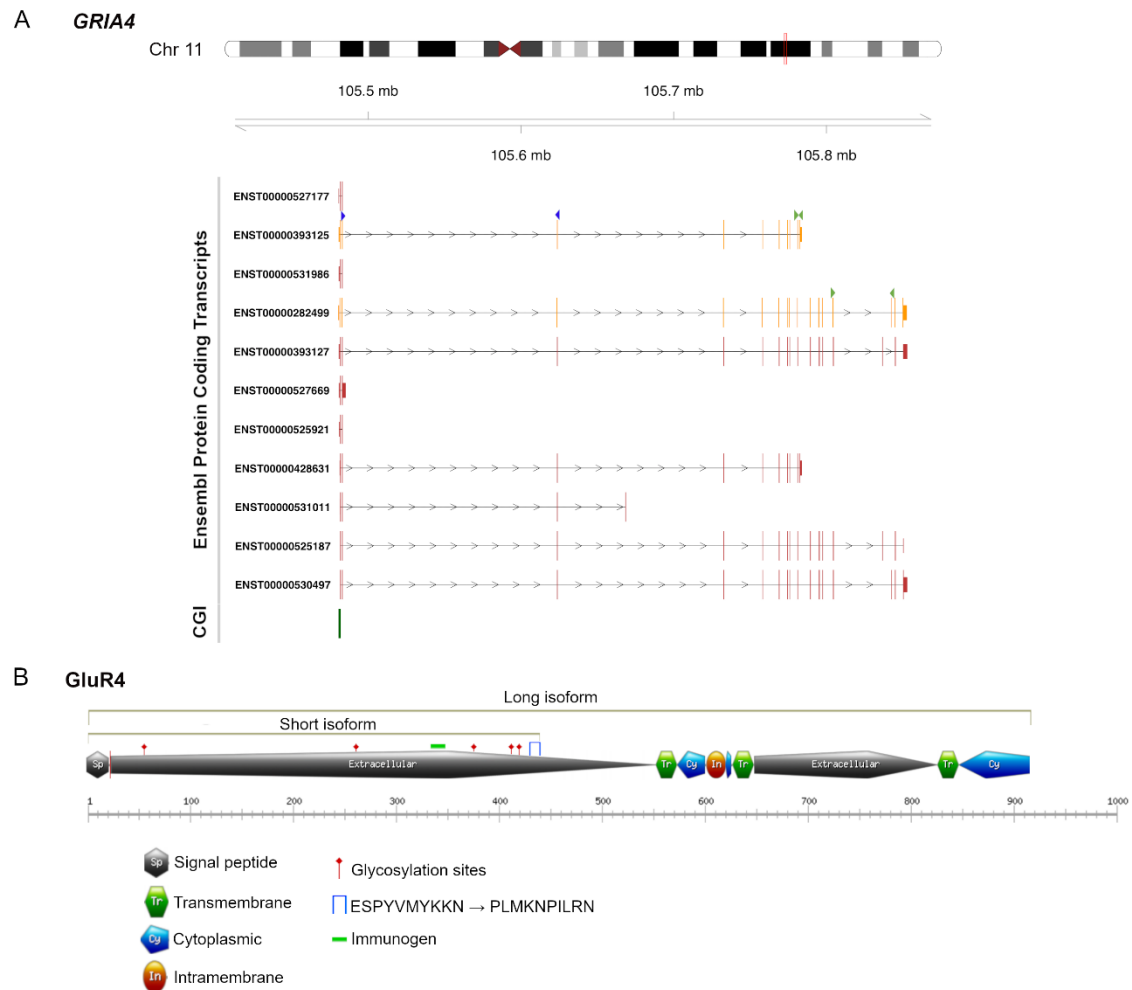 A GRIA4
Chr 11
105.5 mb 105.7 mb
105.6 mb 105.8 mb
Ensembl Protein Coding Transcripts
ENST00000527177
ENST00000393125
ENST00000531986
ENST00000282499
ENST00000393127
ENST00000527669
ENST00000525921
ENST00000428631
ENST00000531011
ENST00000525187
ENST00000530497
CGI
B GluR4
Long isoform
Short isoform
Sp Extracellular Tr Cy In Tr Extracellular Tr Cy
1 100 200 300 400 500 600 700 800 900 1000
Sp Signal peptide
Glycosylation sites
Tr Transmembrane
ESPYVMYKKN → PLMKNPILRN
Cy Cytoplasmic
Immunogen
In Intramembrane